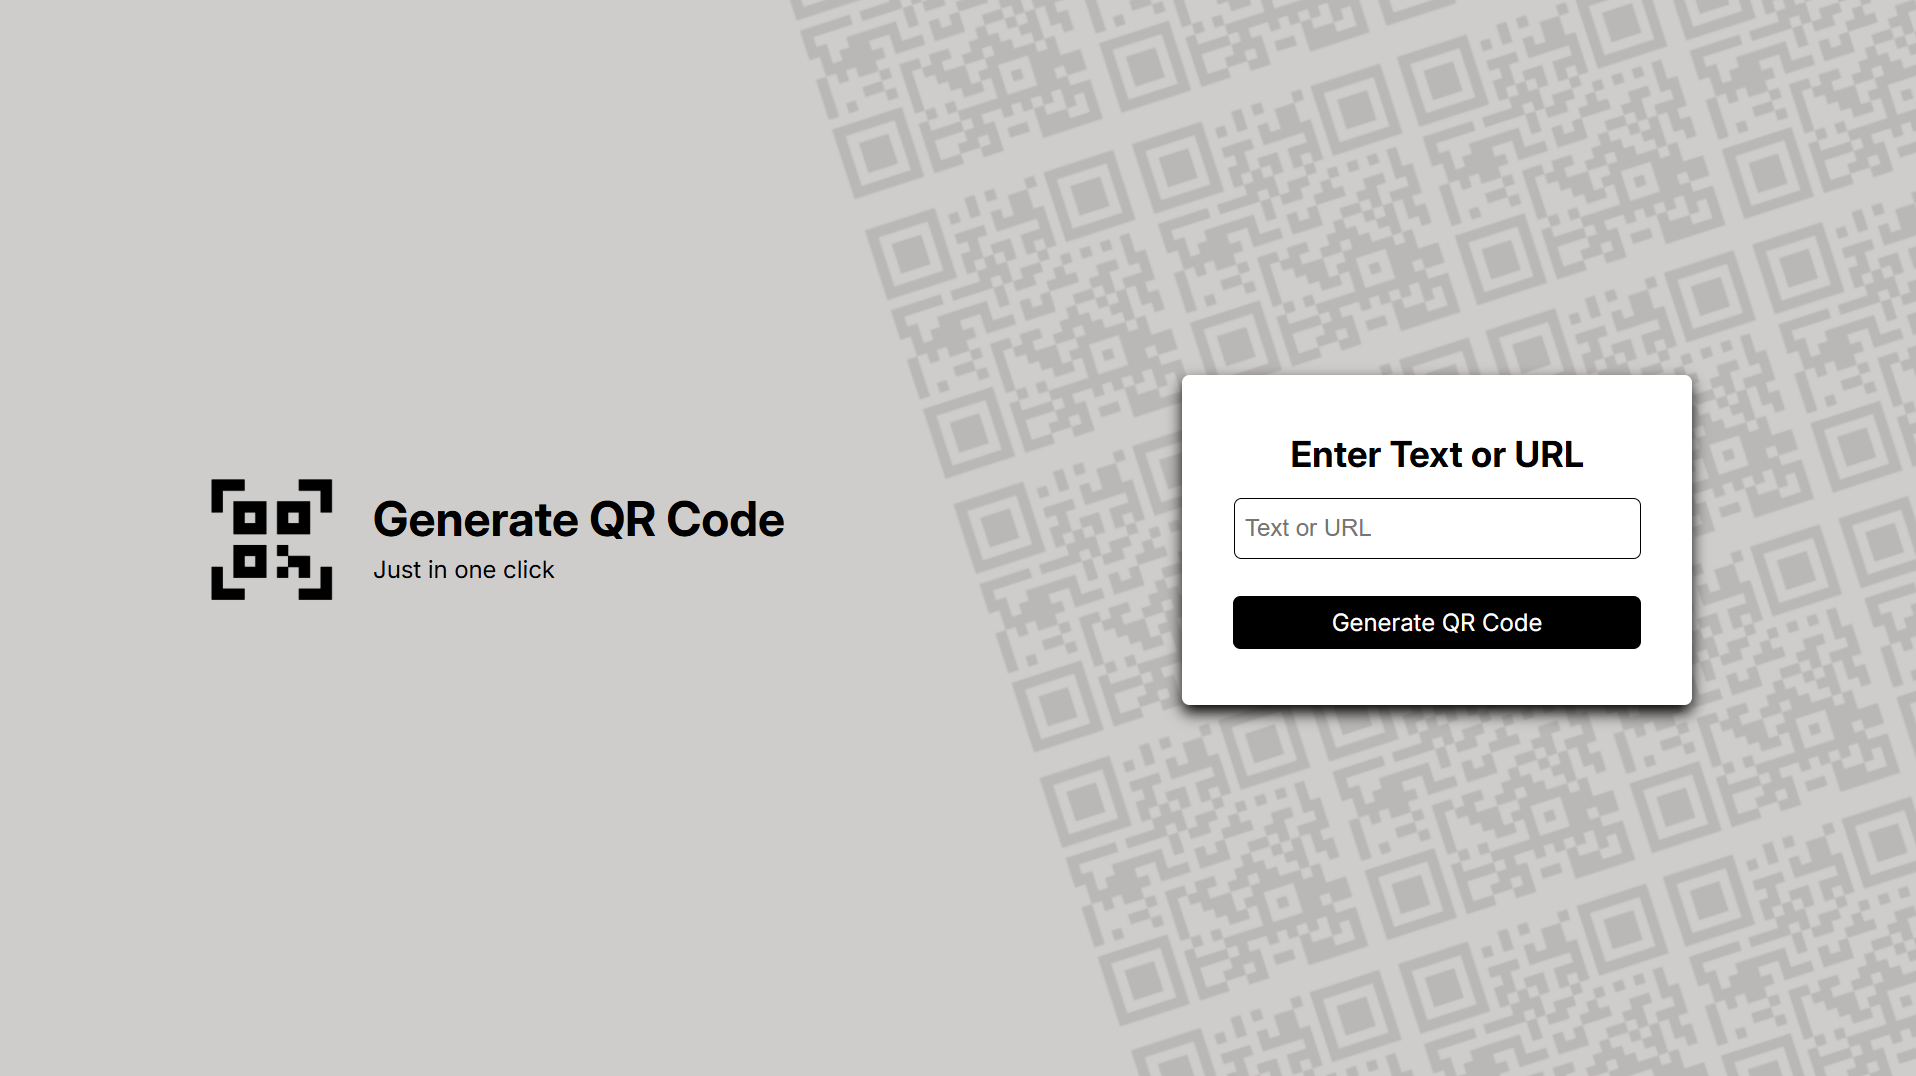 Generate QR Code
Just in one click
Enter Text or URL
Text or URL
Generate QR Code